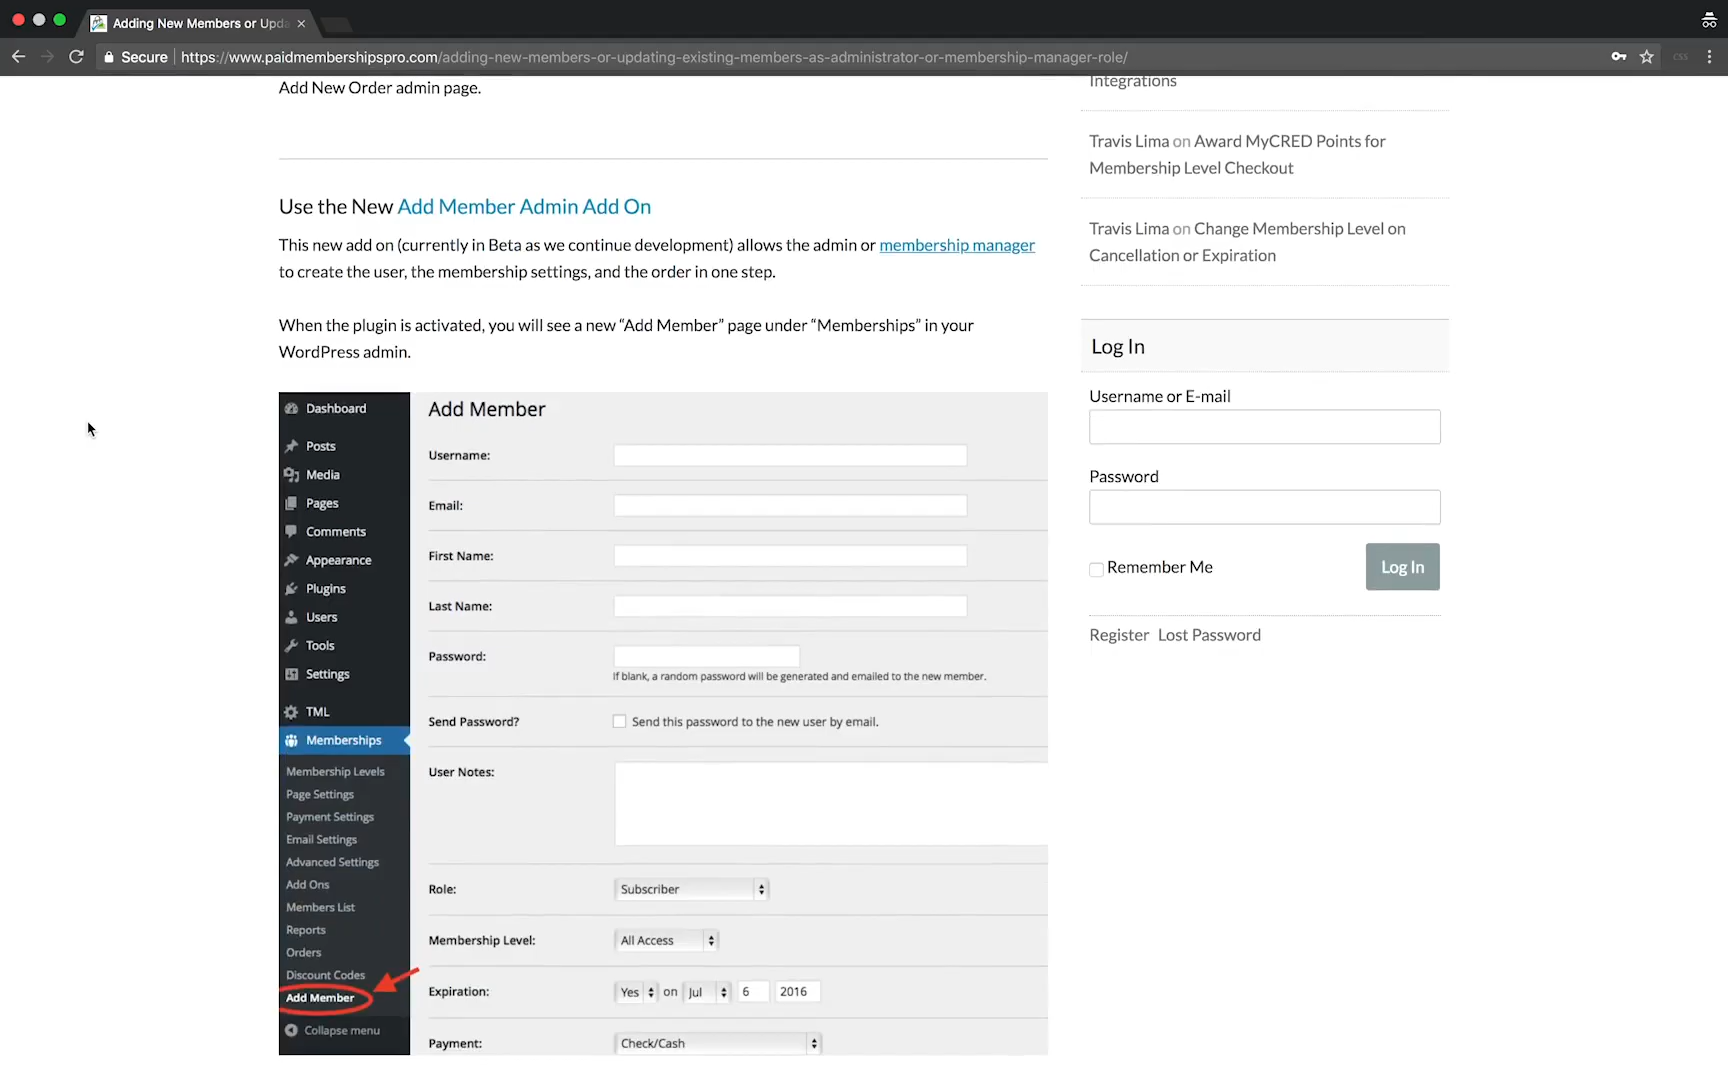 Adding New Members or Upda
Secure
https://www.paidmembershipspro.com/adding-new-members-or-updating-existing-members-as-administrator-or-membership-manager-role/
css
Add New Order admin page.
Use the New Add Member Admin Add On
This new add on (currently in Beta as we continue development) allows the admin or membership manager
to create the user, the membership settings, and the order in one step.
When the plugin is activated, you will see a new “Add Member” page under “Memberships” in your
WordPress admin.
Dashboard
Posts
Media
Pages
Comments
Appearance
Plugins
Users
Tools
Settings
TML
Memberships
Membership Levels
Page Settings
Payment Settings
Email Settings
Advanced Settings
Add Ons
Members List
Reports
Orders
Discount Codes
Add Member
Collapse menu
Add Member
Username:
Email:
First Name:
Last Name:
Password:
If blank, a random password will be generated and emailed to the new member.
Send Password?
Send this password to the new user by email.
User Notes:
Role:
Subscriber
Membership Level:
All Access
Expiration:
Yes on Jul 6 2016
Payment:
Check/Cash
Integrations
Travis Lima on Award MyCRED Points for
Membership Level Checkout
Travis Lima on Change Membership Level on
Cancellation or Expiration
Log In
Username or E-mail
Password
Remember Me
Log In
Register Lost Password